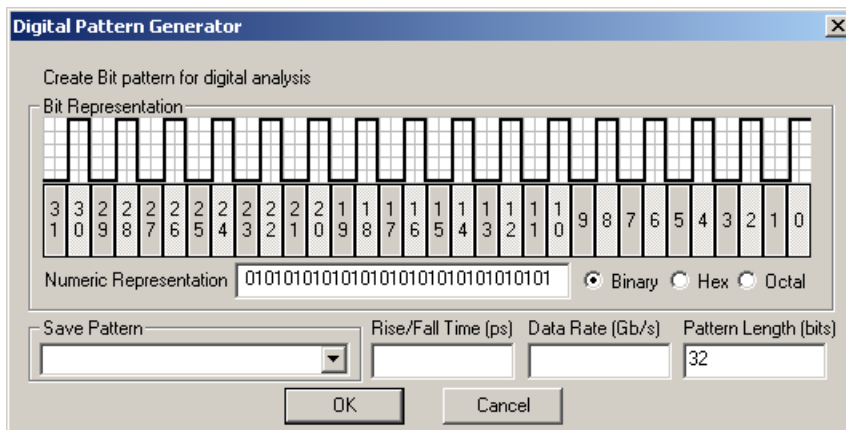 Digital Pattern Generator
Create Bit pattern for digital analysis
Bit Representation
31 30 29 28 27 26 25 24 23 22 21 20 19 18 17 16 15 14 13 12 11 10 9 8 7 6 5 4 3 2 1 0
Numeric Representation 01010101010101010101010101010101 Binary Hex Octal
Save Pattern Rise/Fall Time (ps) Data Rate (Gb/s) Pattern Length (bits)
32
OK Cancel